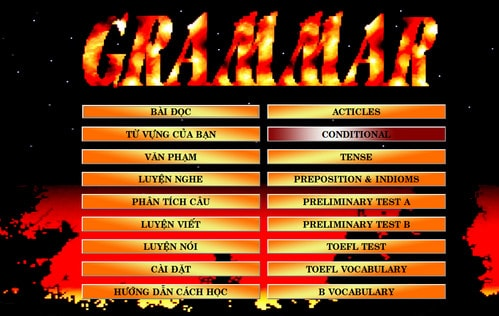 GRAMMAR
BÀI ĐỌC
ACTICLES
TỪ VỰNG CỦA BẠN
CONDITIONAL
VĂN PHẠM
TENSE
LUYỆN NGHE
PREPOSITION & INDIOMS
PHÂN TÍCH CÂU
PRELIMINARY TEST A
LUYỆN VIẾT
PRELIMINARY TEST B
LUYỆN NÓI
TOEFL TEST
CÀI ĐẶT
TOEFL VOCABULARY
HƯỚNG DẪN CÁCH HỌC
B VOCABULARY